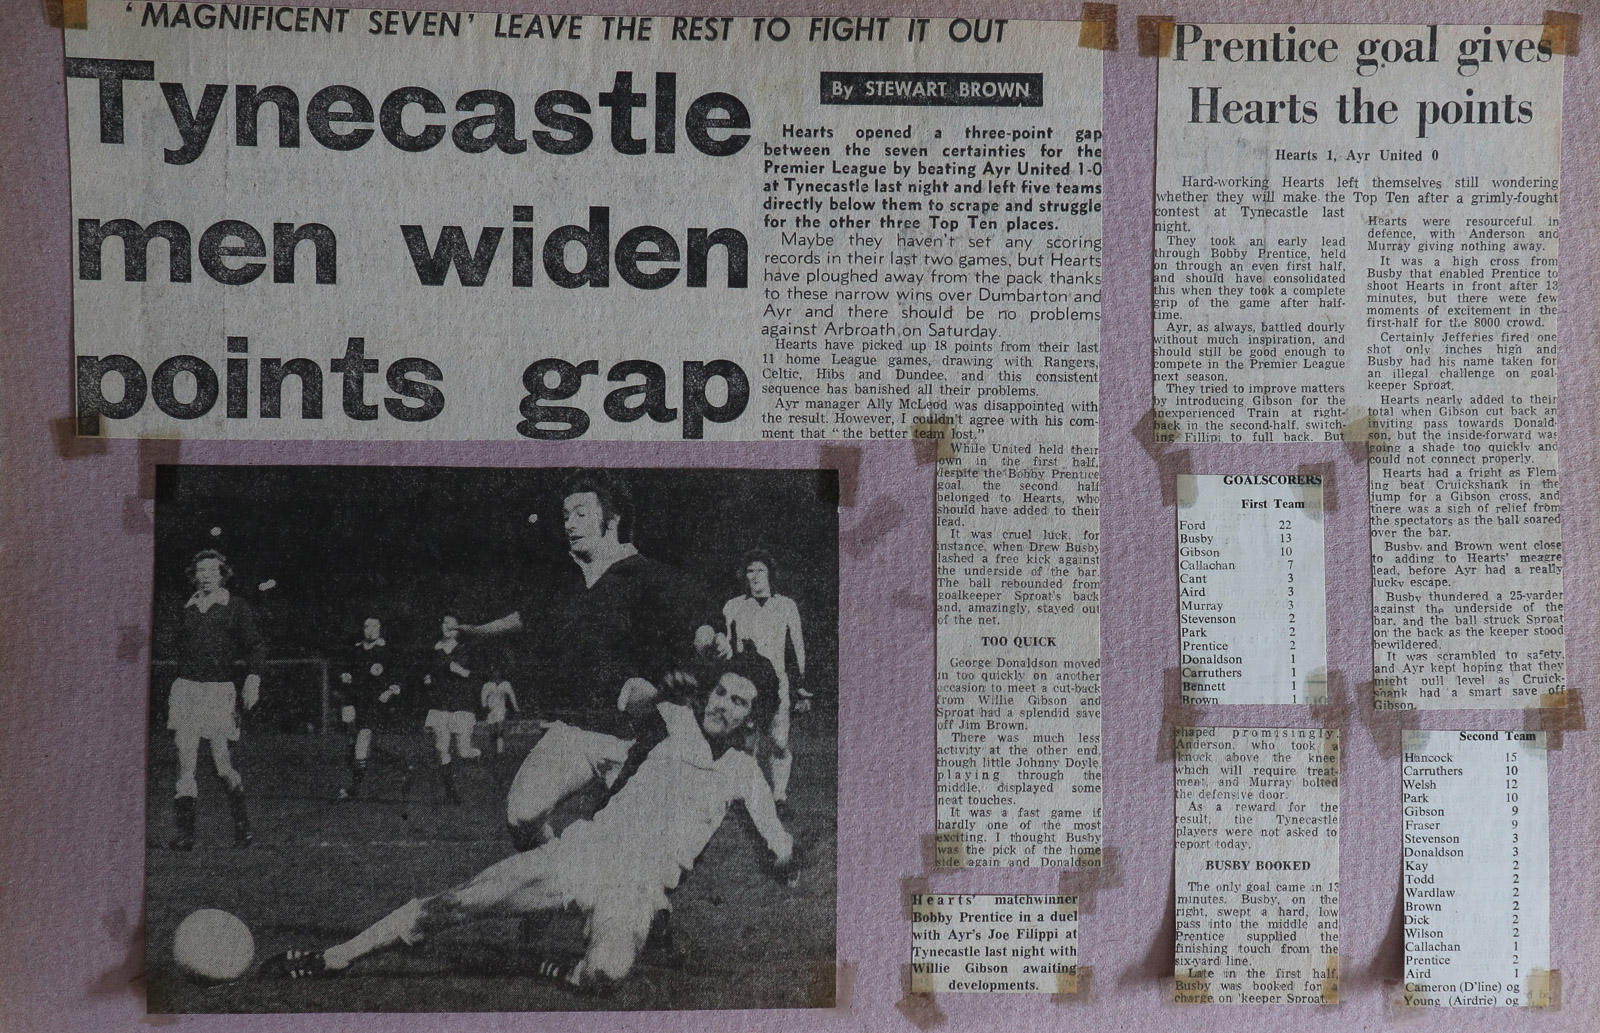 ‘MAGNIFICENT SEVEN’ LEAVE THE REST TO FIGHT IT OUT
Tynecastle
men widen
points gap
By STEWART BROWN
Hearts opened a three-point gap
between the seven certainties for the
Premier League by beating Ayr United 1-0
at Tynecastle last night and left five teams
directly below them to scrape and struggle
for the other three Top Ten places.
Maybe they haven't set any scoring
records in their last two games, but Hearts
have ploughed away from the pack thanks
to these narrow wins over Dumbarton and
Ayr and there should be no problems
against Arbroath on Saturday.
Hearts have picked up 18 points from their last
11 home League games, drawing with Rangers,
Celtic, Hibs and Dundee, and this consistent
sequence has banished all their problems.
Ayr manager Ally McLeod was disappointed with
the result. However, I couldn't agree with his com-
ment that “the better team lost.”
While United held their
own in the first half,
despite the Bobby Prentice
goal, the second half
belonged to Hearts, who
should have added to their
lead.
It was cruel luck, for
instance, when Drew Busby
lashed a free kick against
the underside of the bar.
The ball rebounded from
goalkeeper Sproat's back
and, amazingly, stayed out
of the net.
TOO QUICK
George Donaldson moved
in too quickly on another
occasion to meet a cut-back
from Willie Gibson and
Sproat had a splendid save
off Jim Brown.
There was much less
activity at the other end,
though little Johnny Doyle,
playing through the
middle, displayed some
neat touches.
It was a fast game if
hardly one of the most
exciting. I thought Busby
was the pick of the home
side again and Donaldson
shaped promisingly.
Anderson, who took a
knock above the knee
which will require treat-
ment, and Murray bolted
the defensive door.
As a reward for the
result, the Tynecastle
players were not asked to
report today.
BUSBY BOOKED
The only goal came in 13
minutes. Busby, on the
right, swept a hard, low
pass into the middle and
Prentice supplied the
finishing touch from the
six-yard line.
Late in the first half,
Busby was booked for a
charge on 'keeper Sproat.
Hearts' matchwinner
Bobby Prentice in a duel
with Ayr's Joe Filippi at
Tynecastle last night with
Willie Gibson awaiting
developments.
Prentice goal gives
Hearts the points
Hearts 1, Ayr United 0
Hard-working Hearts left themselves still wondering
whether they will make the Top Ten after a grimly-fought
contest at Tynecastle last
night.
They took an early lead
through Bobby Prentice, held
on through an even first half,
and should have consolidated
this when they took a complete
grip of the game after half-
time.
Ayr, as always, battled dourly
without much inspiration, and
should still be good enough to
compete in the Premier League
next season.
They tried to improve matters
by introducing Gibson for the
inexperienced Train at right-
back in the second-half, switch-
ing Fillipi to full back. But
Hearts were resourceful in
defence, with Anderson and
Murray giving nothing away.
It was a high cross from
Busby that enabled Prentice to
shoot Hearts in front after 13
minutes, but there were few
moments of excitement in the
first-half for the 8000 crowd.
Certainly Jefferies fired one
shot only inches high and
Busby had his name taken for
an illegal challenge on goal-
keeper Sproat.
Hearts nearly added to their
total when Gibson cut back an
inviting pass towards Donald-
son, but the inside-forward was
going a shade too quickly and
could not connect properly.
Hearts had a fright as Flem-
ing beat Cruickshank in the
jump for a Gibson cross, and
there was a sigh of relief from
the spectators as the ball soared
over the bar.
Busby and Brown went close
to adding to Hearts' meagre
lead, before Ayr had a really
lucky escape.
Busby thundered a 25-yarder
against the underside of the
bar, and the ball struck Sproat
on the back as the keeper stood
bewildered.
It was scrambled to safety,
and Ayr kept hoping that they
might pull level as Cruick-
shank had a smart save off
Gibson.
GOALSCORERS
First Team
Ford 22
Busby 13
Gibson 10
Callachan 7
Cant 3
Aird 3
Murray 3
Stevenson 2
Park 2
Prentice 2
Donaldson 1
Carruthers 1
Bennett 1
Brown 1
Second Team
Hancock 15
Carruthers 10
Welsh 12
Park 10
Gibson 9
Fraser 9
Stevenson 3
Donaldson 3
Kay 2
Todd 2
Wardlaw 2
Brown 2
Dick 2
Wilson 2
Callachan 1
Prentice 2
Aird 1
Cameron (D'line) og
Young (Airdrie) og